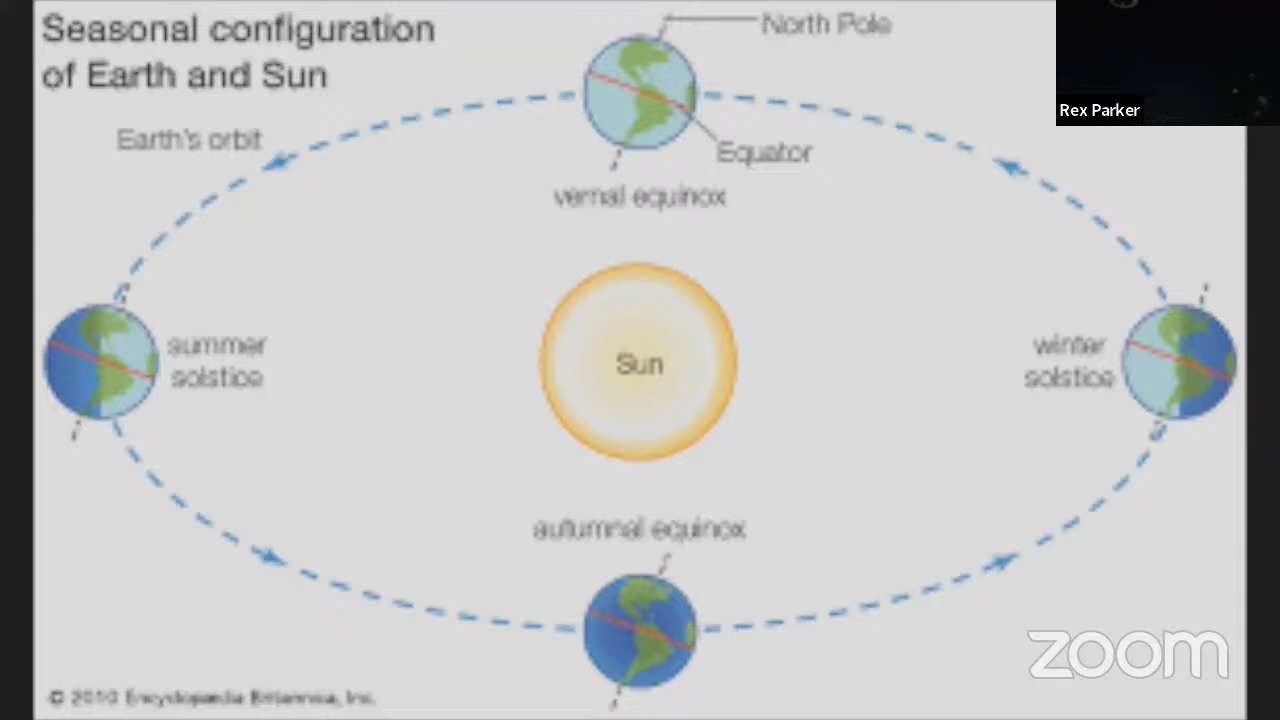 Seasonal configuration
of Earth and Sun
North Pole
Rex Parker
Earth's orbit
Equator
vernal equinox
summer
solstice
Sun
winter
solstice
autumnal equinox
zoom
© 2010 Encyclopædia Britannica, Inc.